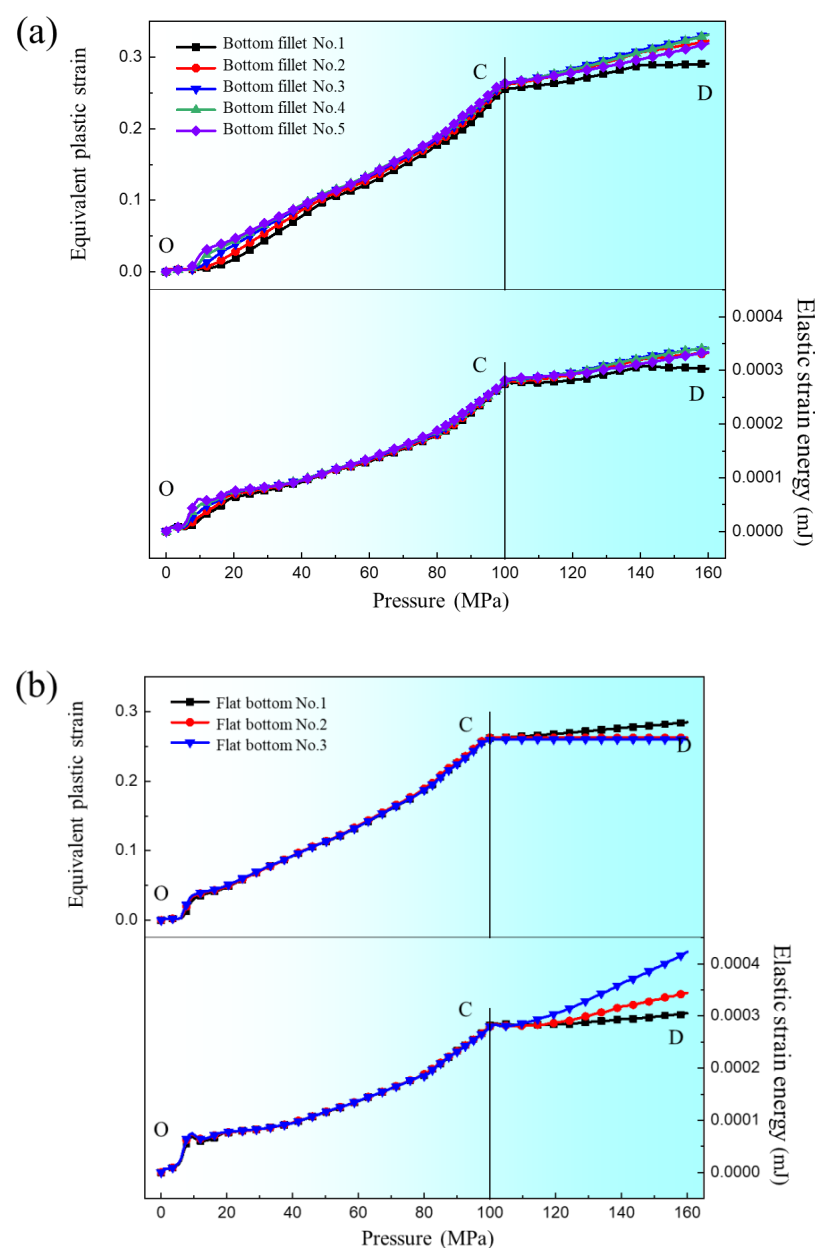 (a)
Bottom fillet No.1
Bottom fillet No.2
Bottom fillet No.3
Bottom fillet No.4
Bottom fillet No.5
Equivalent plastic strain
0.3
0.2
0.1
0.0
O
C
D
Elastic strain energy (mJ)
0.0004
0.0003
0.0002
0.0001
0.0000
O
C
D
0 20 40 60 80 100 120 140 160
Pressure (MPa)
(b)
Flat bottom No.1
Flat bottom No.2
Flat bottom No.3
Equivalent plastic strain
0.3
0.2
0.1
0.0
O
C
D
Elastic strain energy (mJ)
0.0004
0.0003
0.0002
0.0001
0.0000
O
C
D
0 20 40 60 80 100 120 140 160
Pressure (MPa)